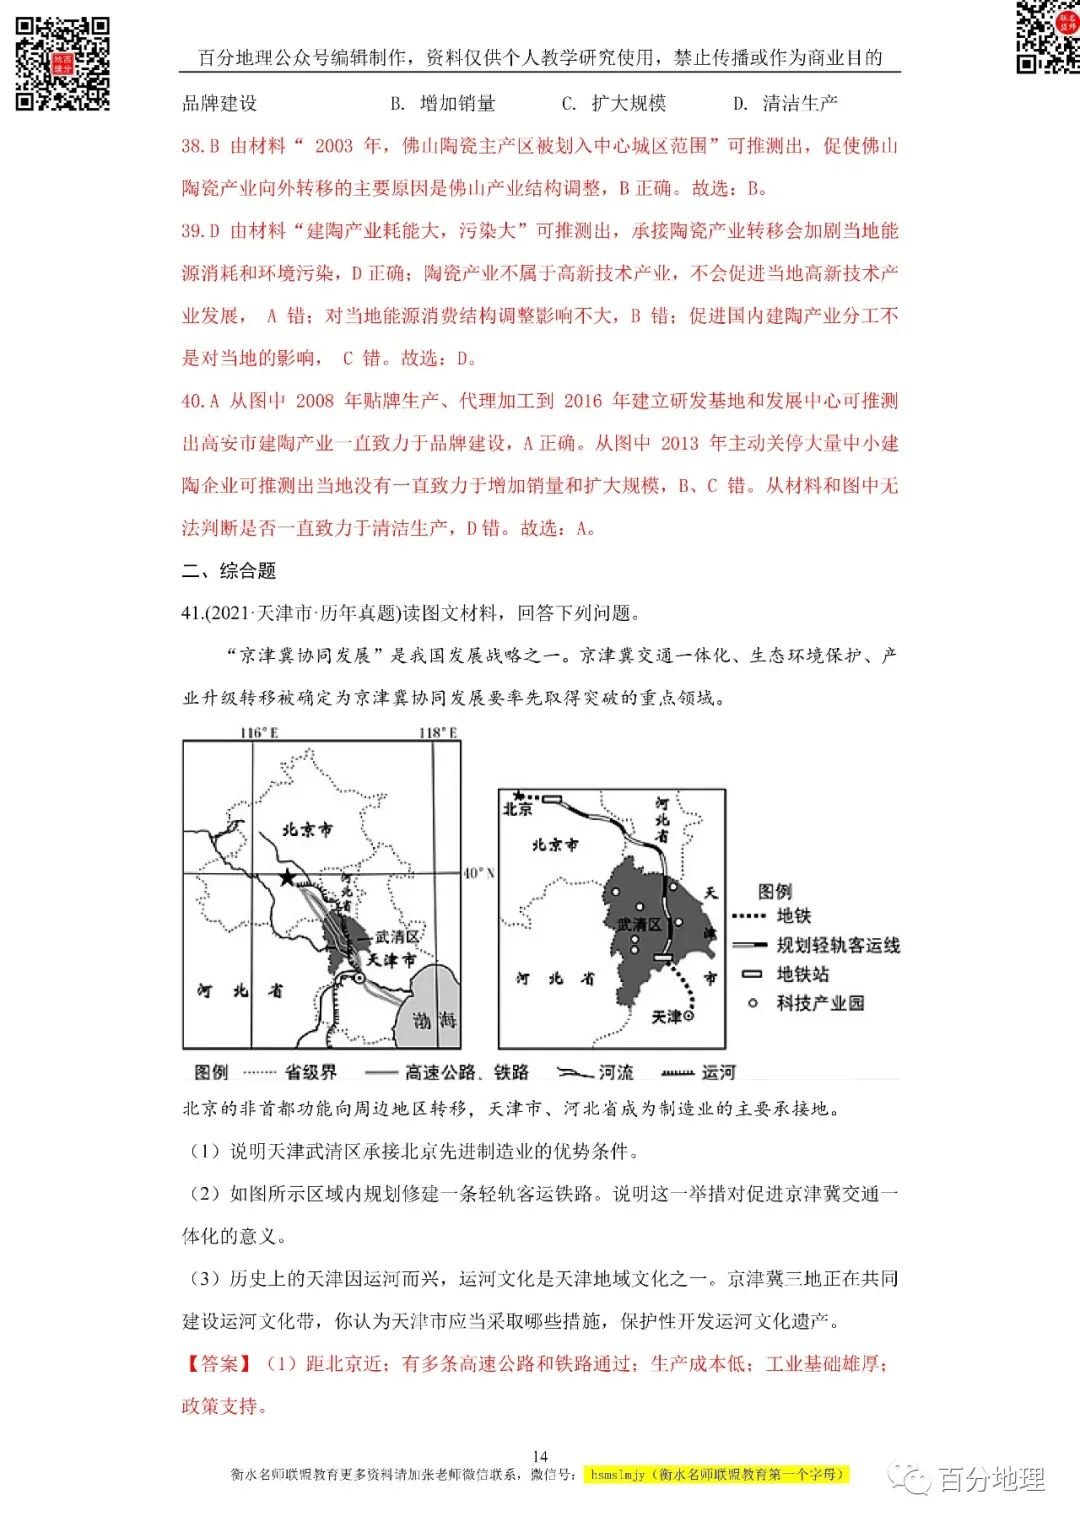 百分地理公众号编辑制作，资料仅供个人教学研究使用，禁止传播或作为商业目的
品牌建设 B. 增加销量 C. 扩大规模 D. 清洁生产
38.B 由材料“ 2003 年，佛山陶瓷主产区被划入中心城区范围”可推测出，促使佛山
陶瓷产业向外转移的主要原因是佛山产业结构调整，B 正确。故选：B。
39.D 由材料“建陶产业耗能大，污染大”可推测出，承接陶瓷产业转移会加剧当地能
源消耗和环境污染，D 正确；陶瓷产业不属于高新技术产业，不会促进当地高新技术产
业发展， A 错；对当地能源消费结构调整影响不大，B 错；促进国内建陶产业分工不
是对当地的影响， C 错。故选：D。
40.A 从图中 2008 年贴牌生产、代理加工到 2016 年建立研发基地和发展中心可推测
出高安市建陶产业一直致力于品牌建设，A 正确。从图中 2013 年主动关停大量中小建
陶企业可推测出当地没有一直致力于增加销量和扩大规模，B、C 错。从材料和图中无
法判断是否一直致力于清洁生产，D 错。故选：A。
二、综合题
41.(2021·天津市·历年真题)读图文材料，回答下列问题。
“京津冀协同发展”是我国发展战略之一。京津冀交通一体化、生态环境保护、产
业升级转移被确定为京津冀协同发展要率先取得突破的重点领域。
116°E 118°E
北京市
40°N
河北省
武清区
天津市
河北省
渤海
图例 省级界 高速公路、铁路 河流 运河
北京
河北省
北京市
武清区
天津市
河北省
天津
图例
地铁
规划轻轨客运线
地铁站
科技产业园
北京的非首都功能向周边地区转移，天津市、河北省成为制造业的主要承接地。
（1）说明天津武清区承接北京先进制造业的优势条件。
（2）如图所示区域内规划修建一条轻轨客运铁路。说明这一举措对促进京津冀交通一
体化的意义。
（3）历史上的天津因运河而兴，运河文化是天津地域文化之一。京津冀三地正在共同
建设运河文化带，你认为天津市应当采取哪些措施，保护性开发运河文化遗产。
【答案】（1）距北京近；有多条高速公路和铁路通过；生产成本低；工业基础雄厚；
政策支持。
14
衡水名师联盟教育更多资料请加张老师微信联系，微信号： hsmslmjy（衡水名师联盟教育第一个字母）
百分地理